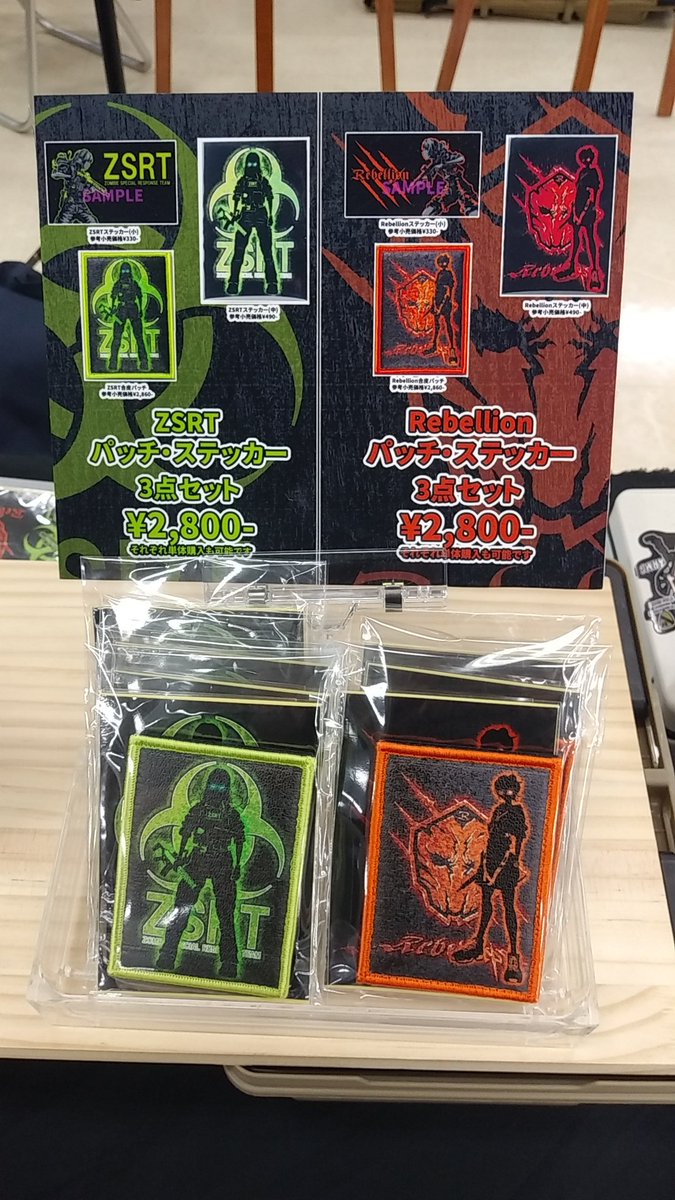 ZSRT
ZOMBIE SPECIAL RESPONSE TEAM
SAMPLE
ZSRTステッカー(小)
参考小売価格¥330-
ZSRT
ZSRTステッカー(中)
参考小売価格¥490-
ZSRT
ZSRT合皮パッチ
参考小売価格¥2,860-
ZSRT
パッチ・ステッカー
3点セット
¥2,800-
それぞれ単体購入も可能です
Rebellion
SAMPLE
Rebellionステッカー(小)
参考小売価格¥330-
Rebellionステッカー(中)
参考小売価格¥490-
Rebellion合皮パッチ
参考小売価格¥2,860-
Rebellion
パッチ・ステッカー
3点セット
¥2,800-
それぞれ単体購入も可能です
ZSRT
ZSRT